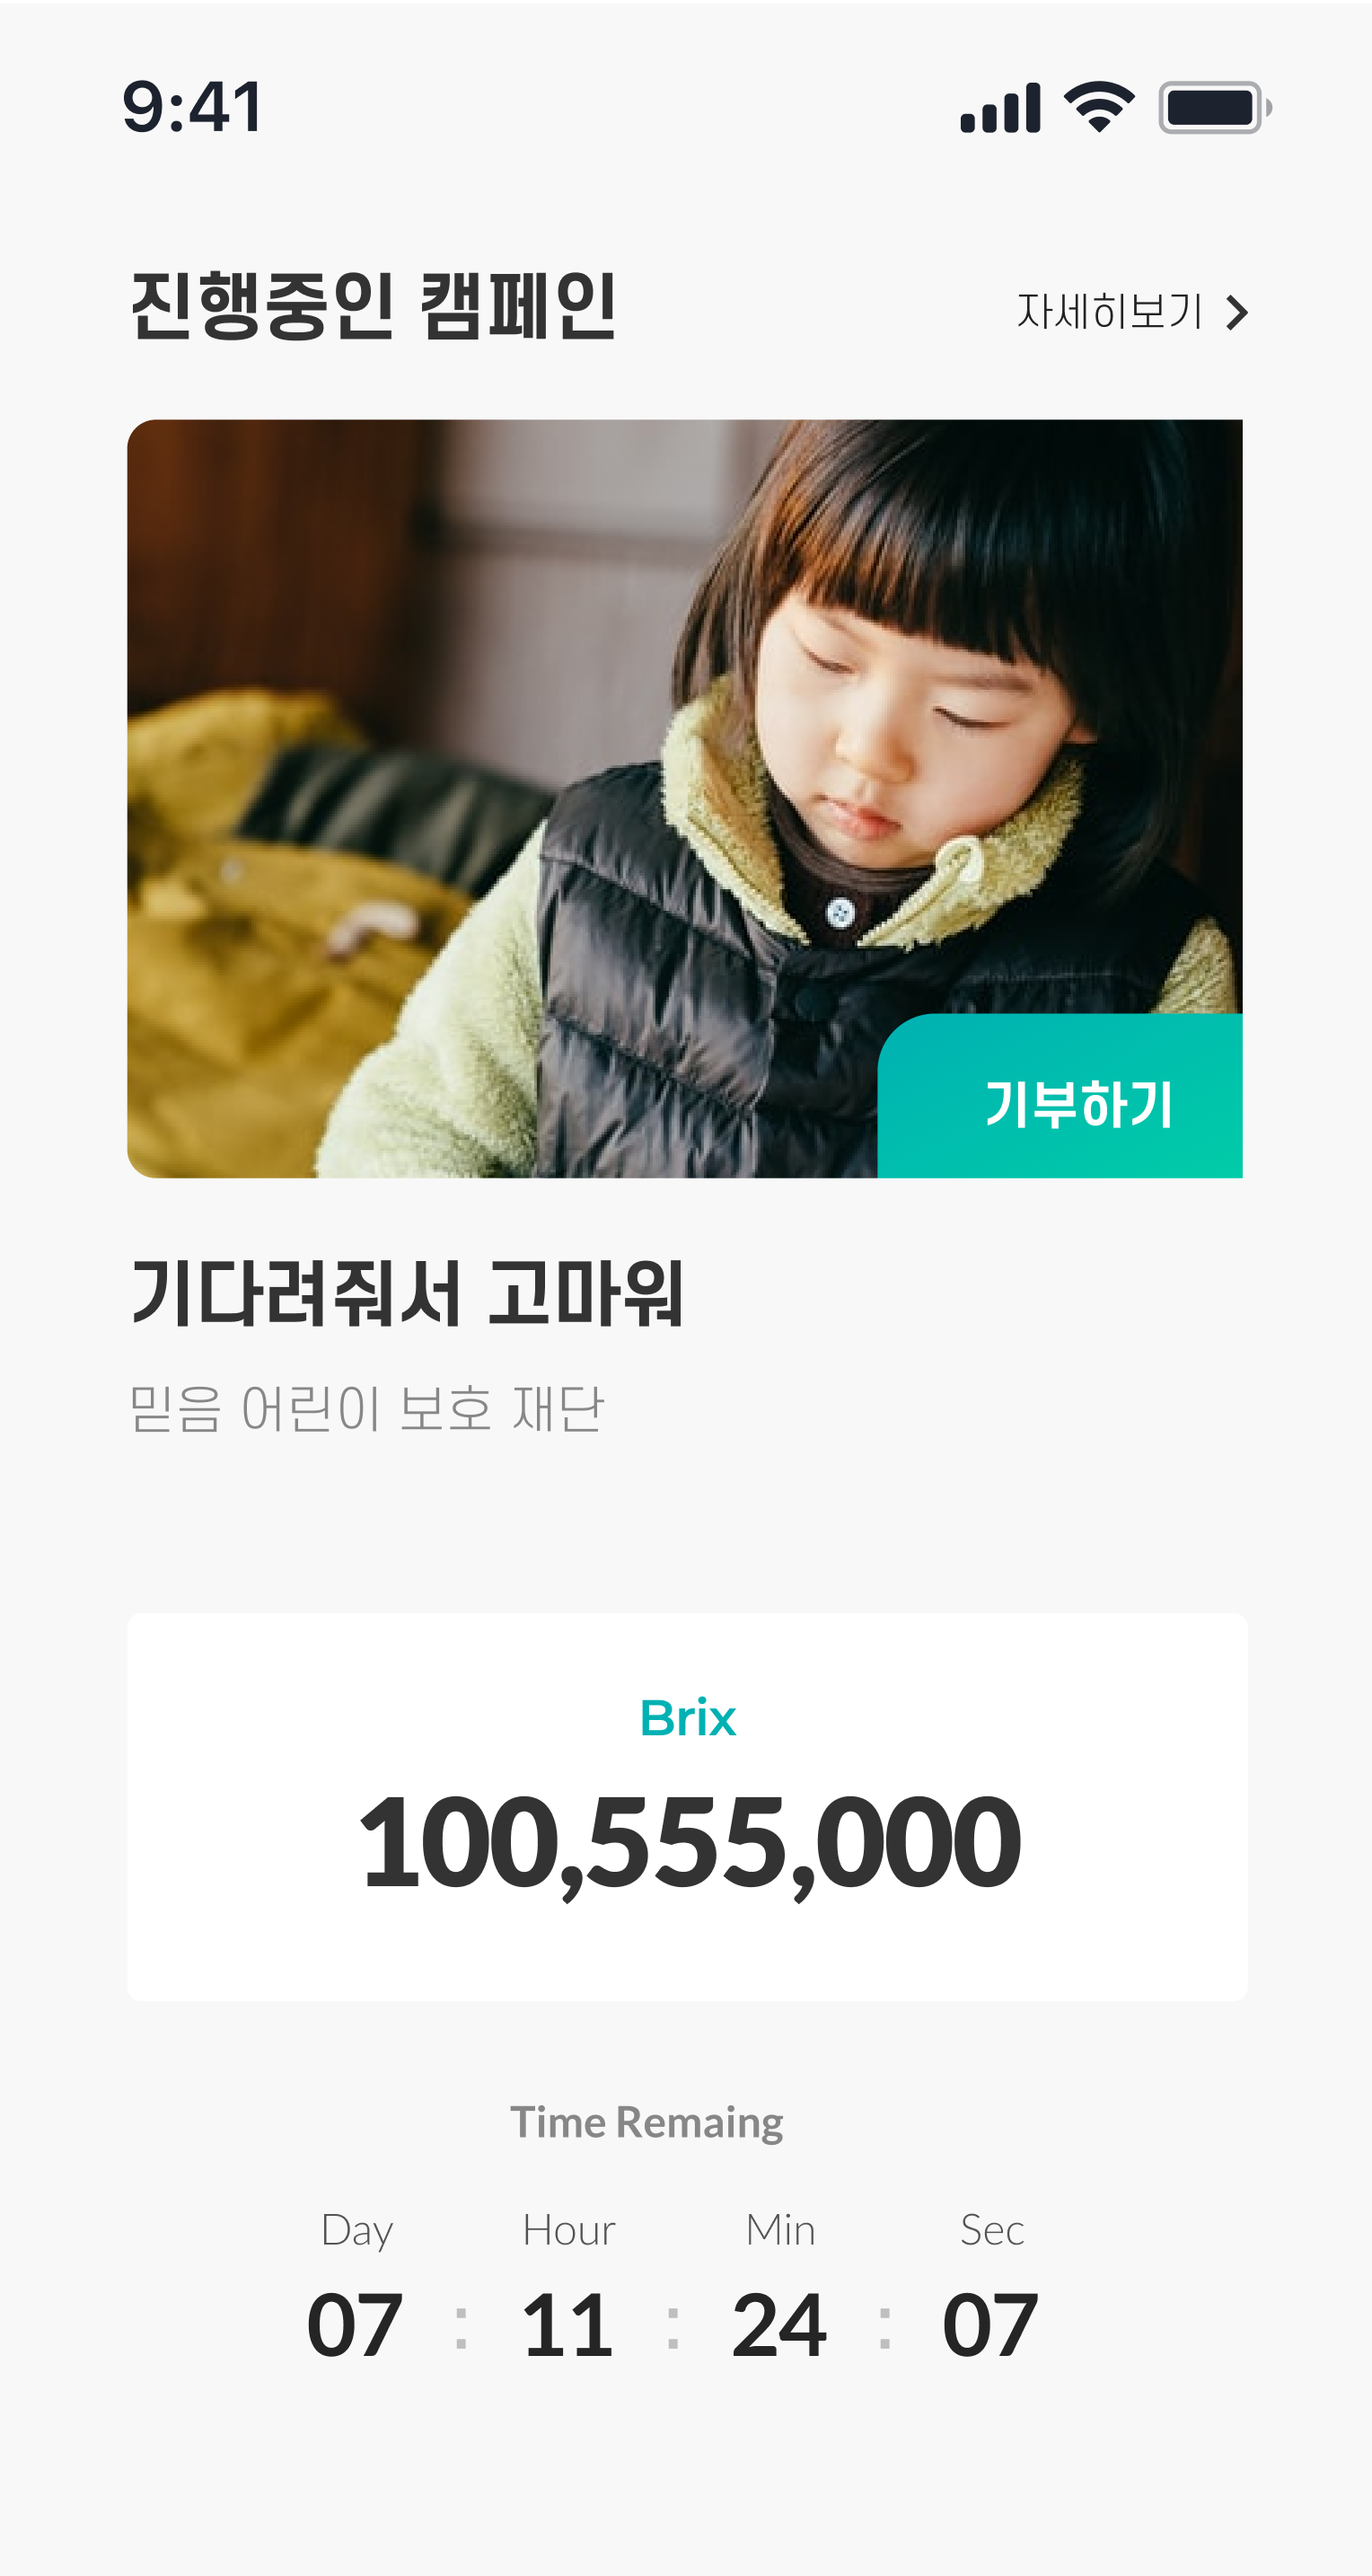 9:41
진행중인 캠페인
자세히보기
기부하기
기다려줘서 고마워
믿음 어린이 보호 재단
Brix
100,555,000
Time Remaing
Day Hour Min Sec
07 : 11 : 24 : 07